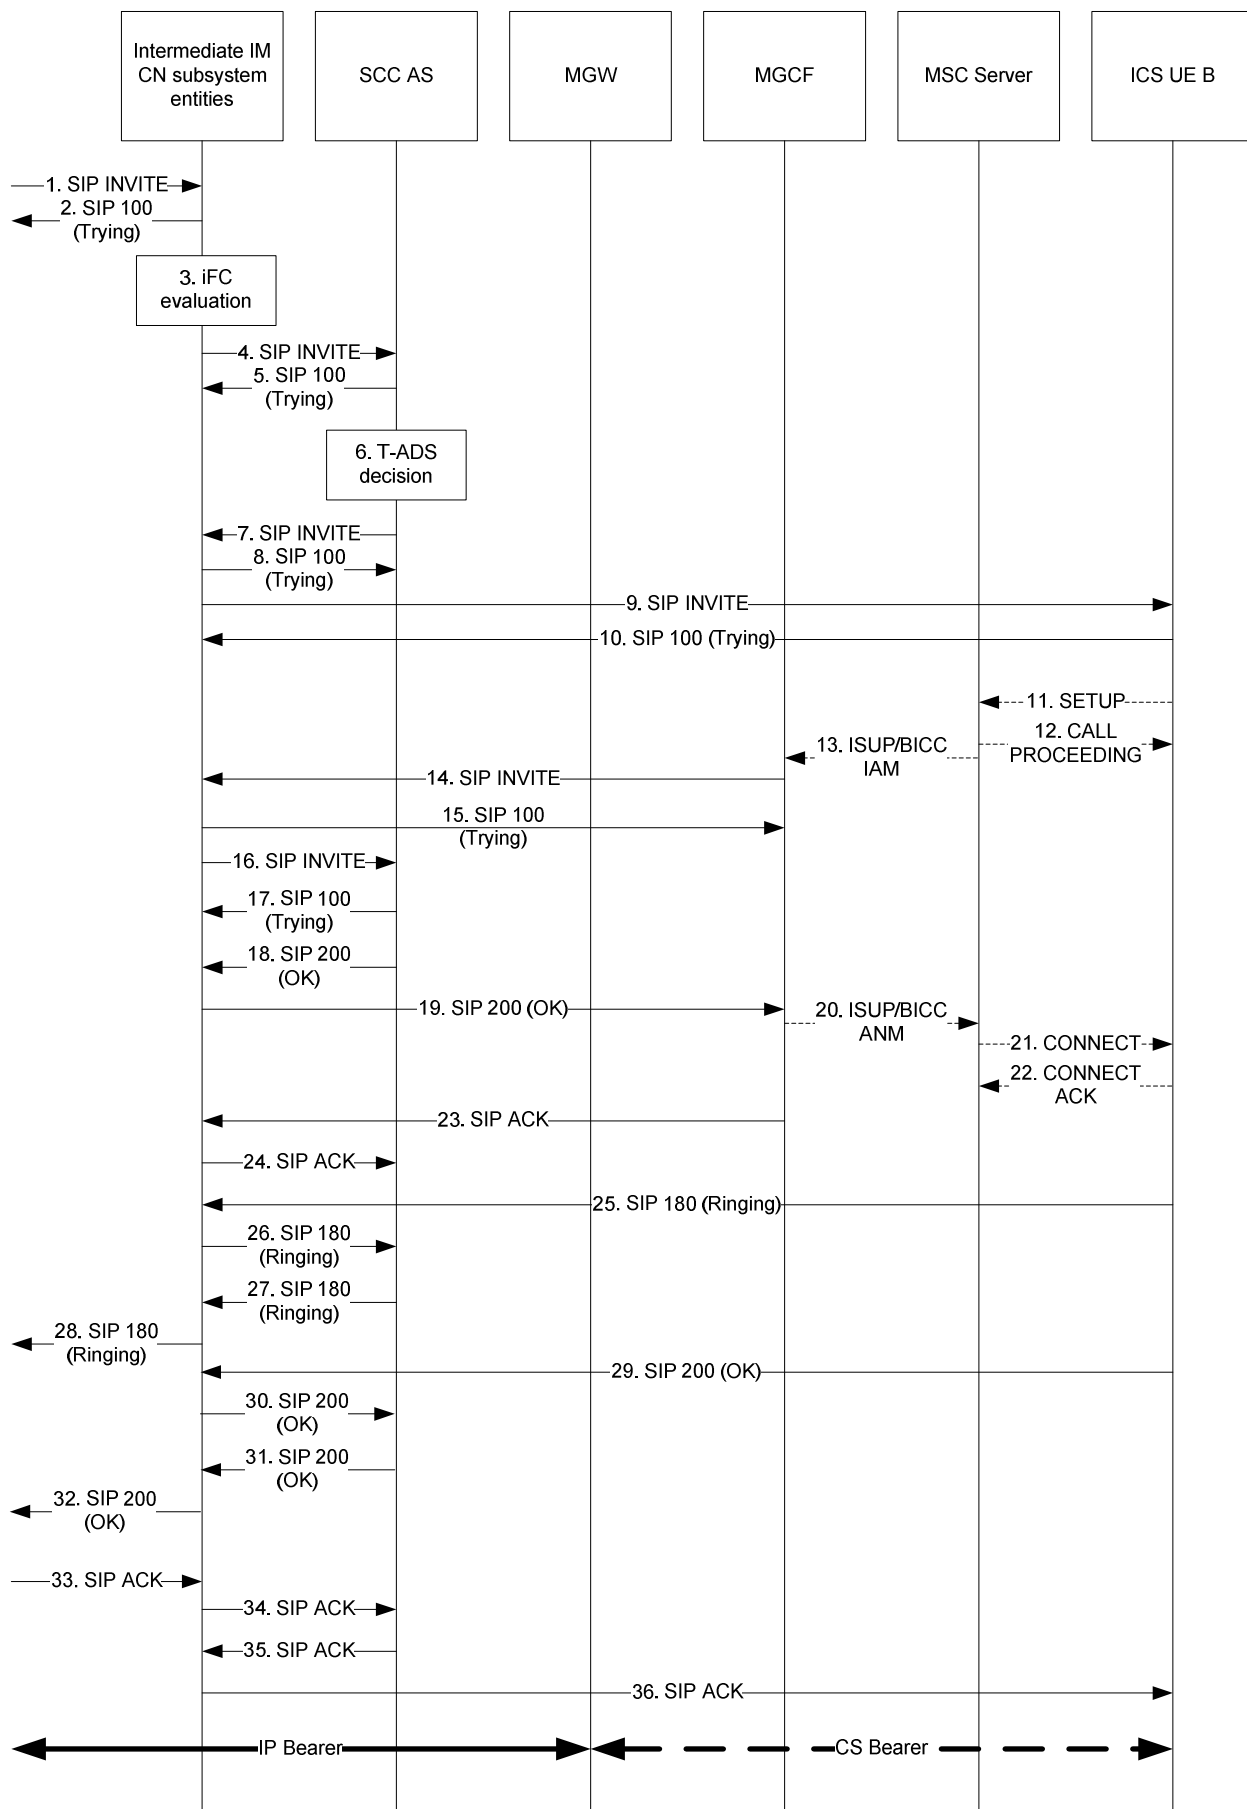 Intermediate IM
CN subsystem
entities
SCC AS
MGW
MGCF
MSC Server
ICS UE B
1. SIP INVITE
2. SIP 100
(Trying)
3. iFC
evaluation
4. SIP INVITE
5. SIP 100
(Trying)
6. T-ADS
decision
7. SIP INVITE
8. SIP 100
(Trying)
9. SIP INVITE
10. SIP 100 (Trying)
11. SETUP
12. CALL
PROCEEDING
13. ISUP/BICC
IAM
14. SIP INVITE
15. SIP 100
(Trying)
16. SIP INVITE
17. SIP 100
(Trying)
18. SIP 200
(OK)
19. SIP 200 (OK)
20. ISUP/BICC
ANM
21. CONNECT
22. CONNECT
ACK
23. SIP ACK
24. SIP ACK
25. SIP 180 (Ringing)
26. SIP 180
(Ringing)
27. SIP 180
(Ringing)
28. SIP 180
(Ringing)
29. SIP 200 (OK)
30. SIP 200
(OK)
31. SIP 200
(OK)
32. SIP 200
(OK)
33. SIP ACK
34. SIP ACK
35. SIP ACK
36. SIP ACK
IP Bearer
CS Bearer